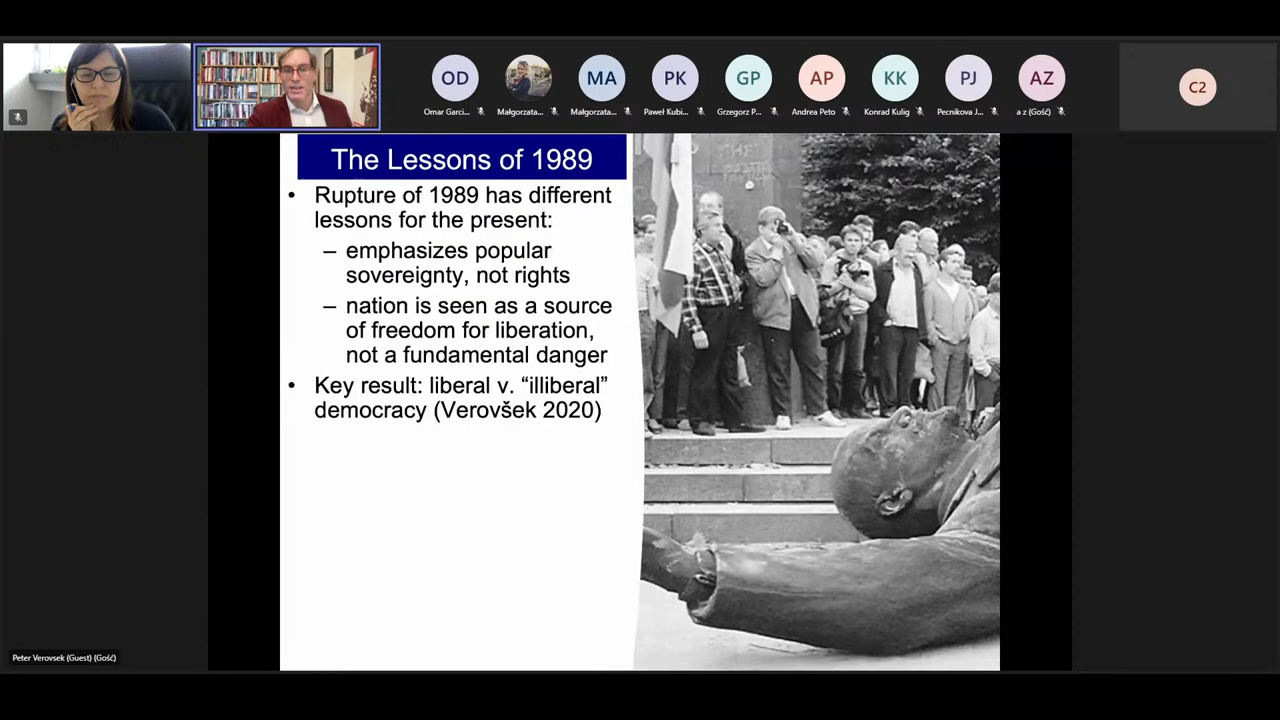 OD
MA
PK
GP
AP
KK
PJ
AZ
C2
Omar Garci...
Małgorzata...
Małgorzata...
Paweł Kubi...
Grzegorz P...
Andrea Peto
Konrad Kulig
Pecnikova J...
a z (Gość)
The Lessons of 1989
• Rupture of 1989 has different
lessons for the present:
– emphasizes popular
sovereignty, not rights
– nation is seen as a source
of freedom for liberation,
not a fundamental danger
• Key result: liberal v. “illiberal”
democracy (Verovšek 2020)
Peter Verovsek (Guest) (Gość)